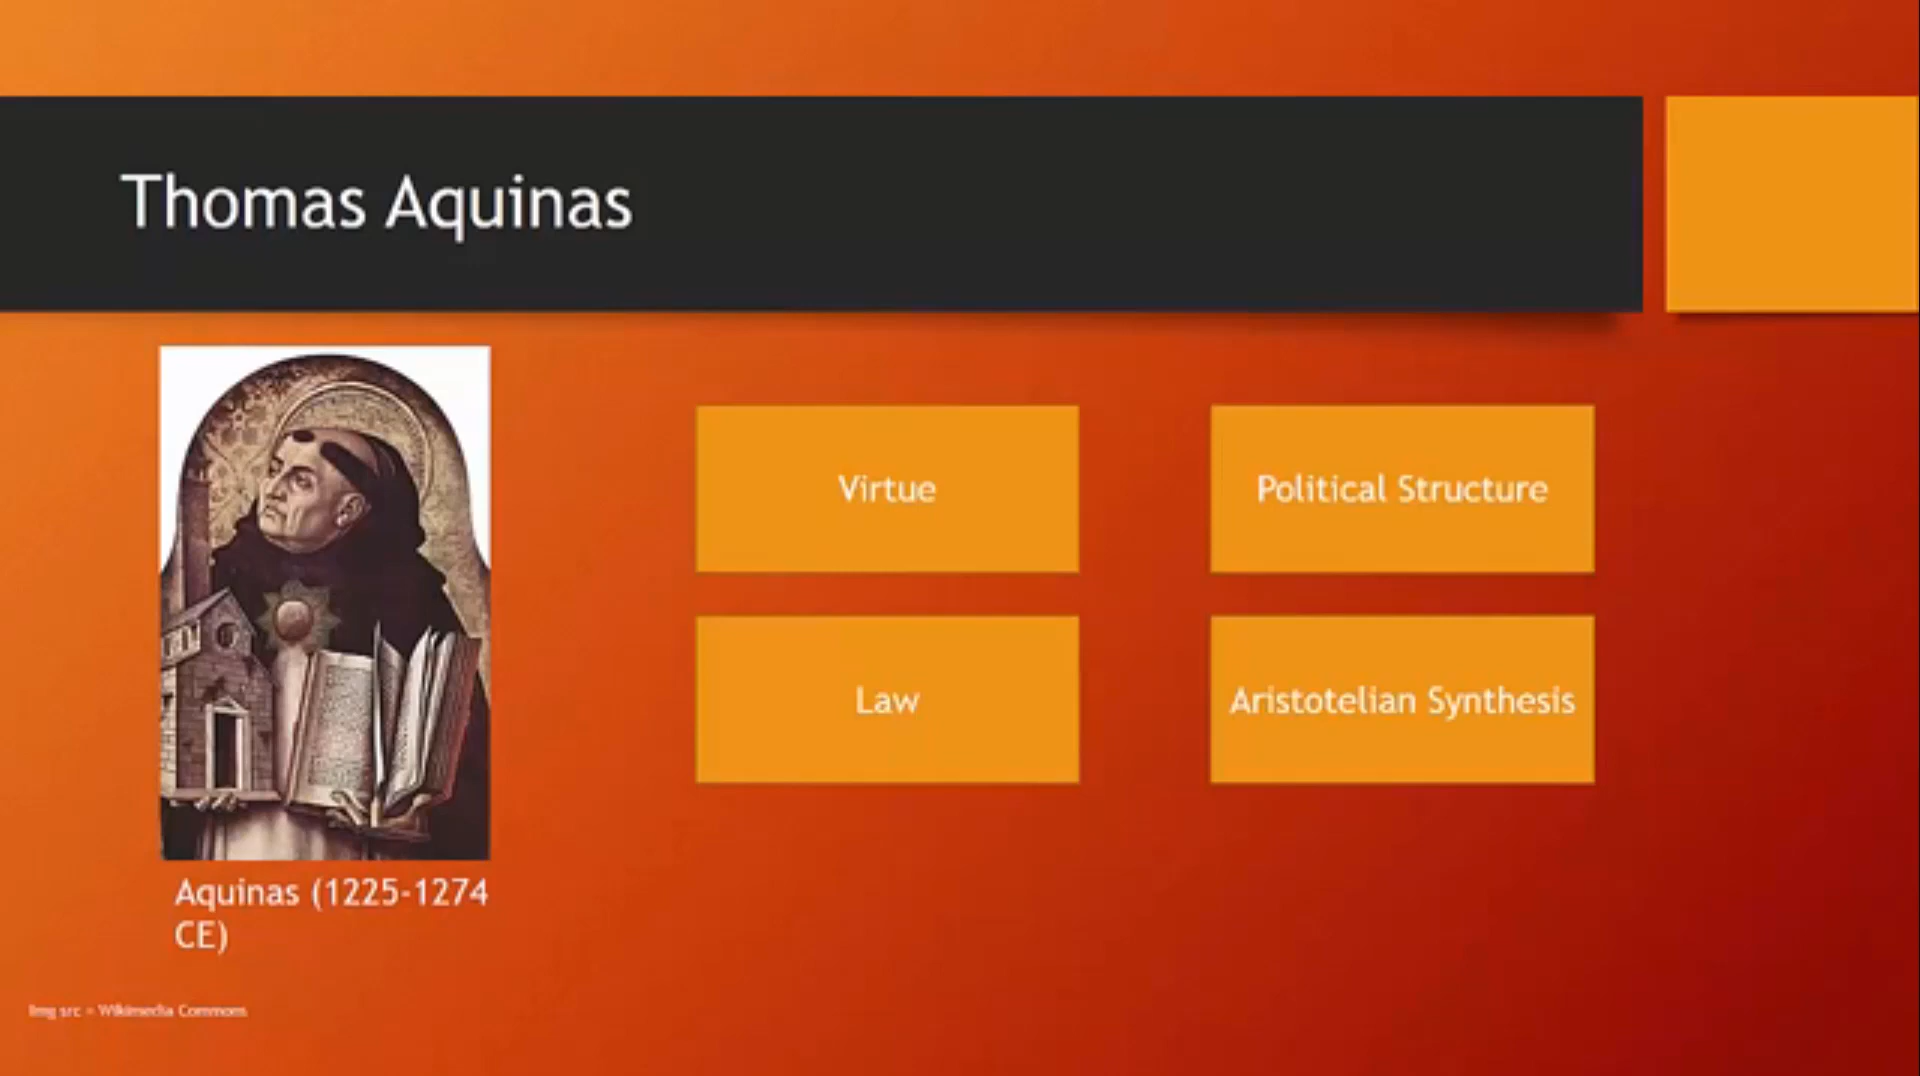 Thomas Aquinas
Virtue
Political Structure
Law
Aristotelian Synthesis
Aquinas (1225-1274
CE)
Img src - Wikimedia Commons